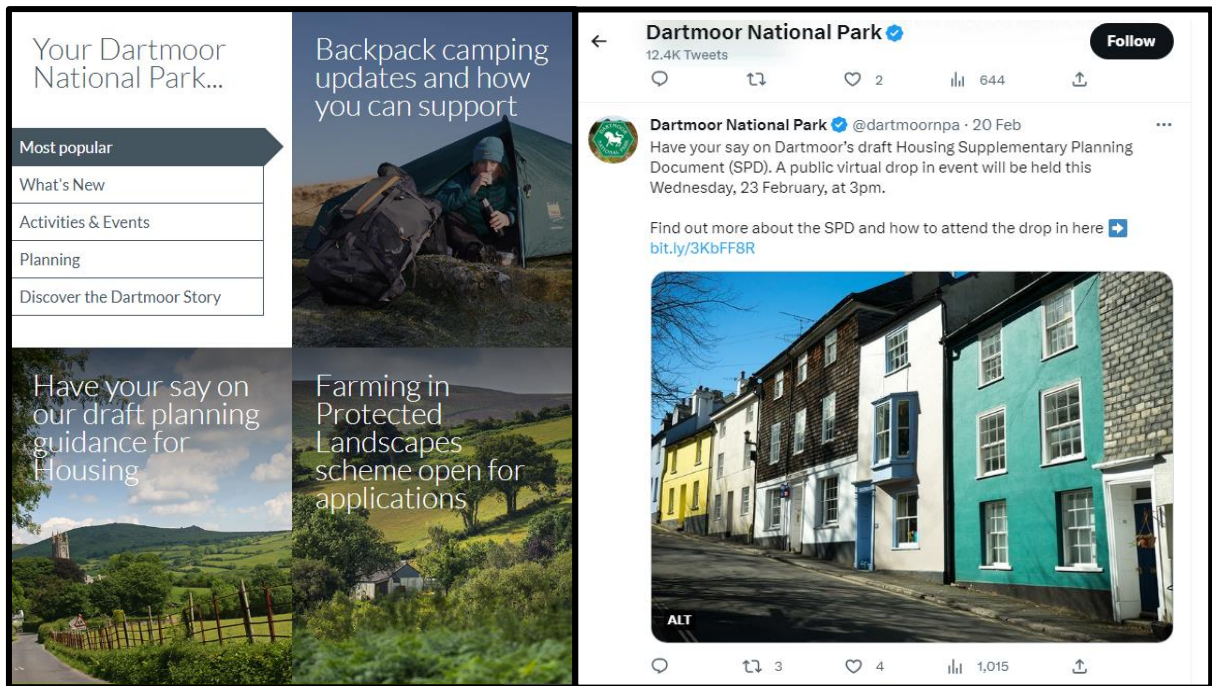 Your Dartmoor
National Park...
Most popular
What's New
Activities & Events
Planning
Discover the Dartmoor Story
Backpack camping
updates and how
you can support
Have your say on
our draft planning
guidance for
Housing
Farming in
Protected
Landscapes
scheme open for
applications
Dartmoor National Park
12.4K Tweets
Follow
2 644
Dartmoor National Park @dartmoornpa · 20 Feb
Have your say on Dartmoor's draft Housing Supplementary Planning
Document (SPD). A public virtual drop in event will be held this
Wednesday, 23 February, at 3pm.
Find out more about the SPD and how to attend the drop in here
bit.ly/3KbFF8R
ALT
3 4 1,015